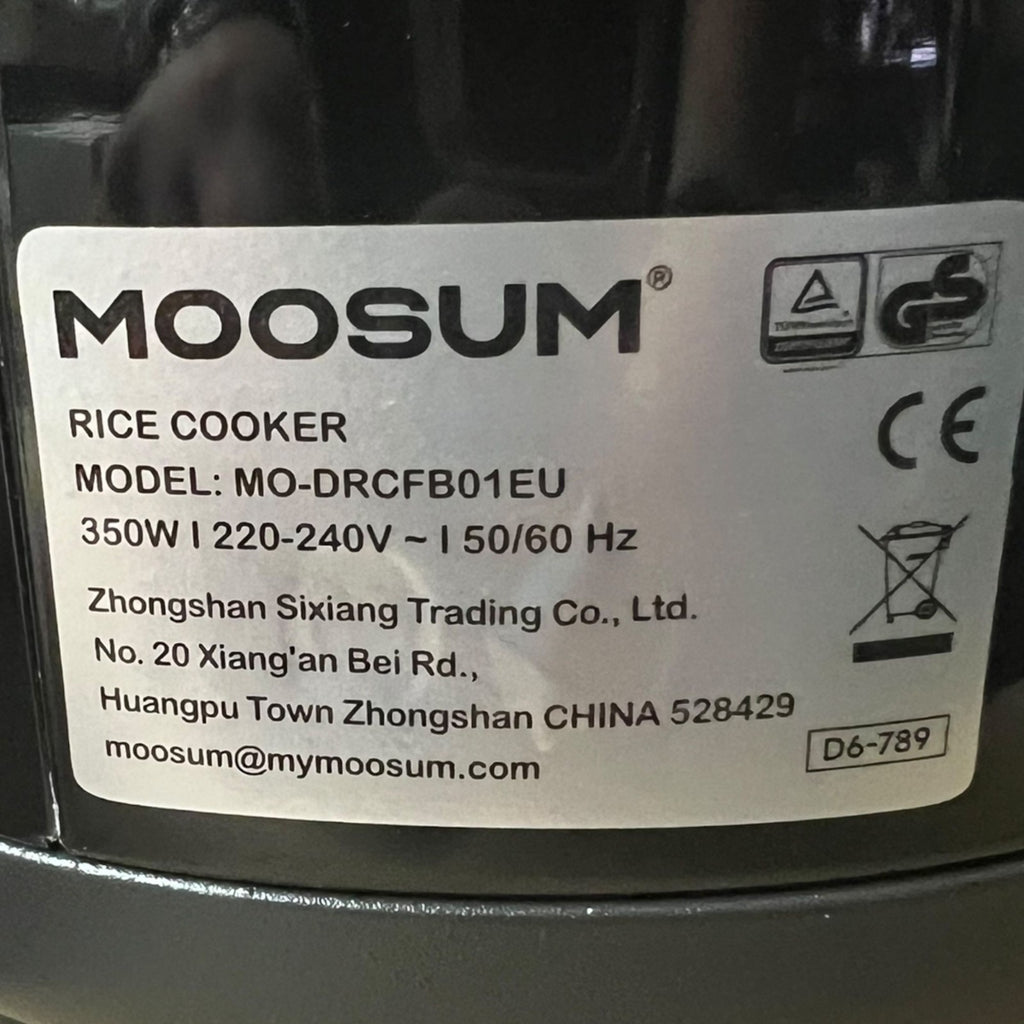 MOOSUM®
GS
CE
RICE COOKER
MODEL: MO-DRCFB01EU
350W I 220-240V ~ I 50/60 Hz
Zhongshan Sixiang Trading Co., Ltd.
No. 20 Xiang'an Bei Rd.,
Huangpu Town Zhongshan CHINA 528429
moosum@mymoosum.com
D6-789